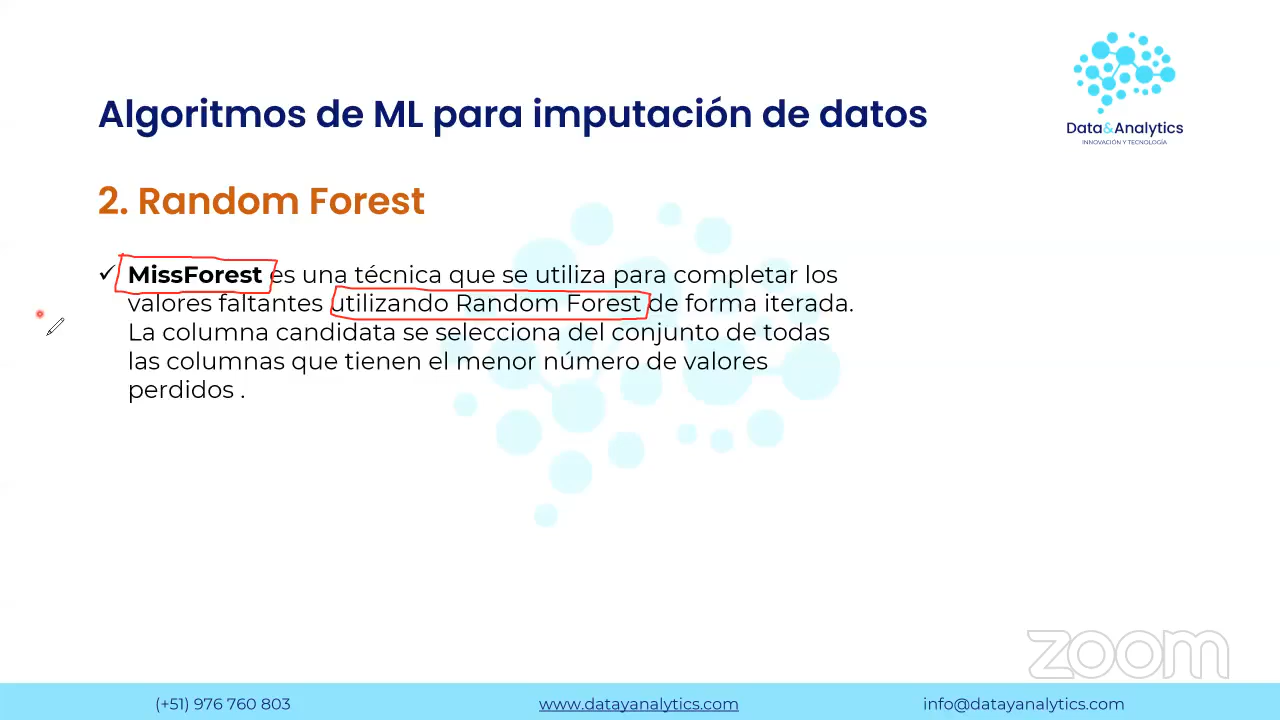 Data&Analytics
INNOVACIÓN Y TECNOLOGÍA
Algoritmos de ML para imputación de datos
2. Random Forest
✓ MissForest es una técnica que se utiliza para completar los
valores faltantes utilizando Random Forest de forma iterada.
La columna candidata se selecciona del conjunto de todas
las columnas que tienen el menor número de valores
perdidos .
zoom
(+51) 976 760 803
www.datayanalytics.com
info@datayanalytics.com